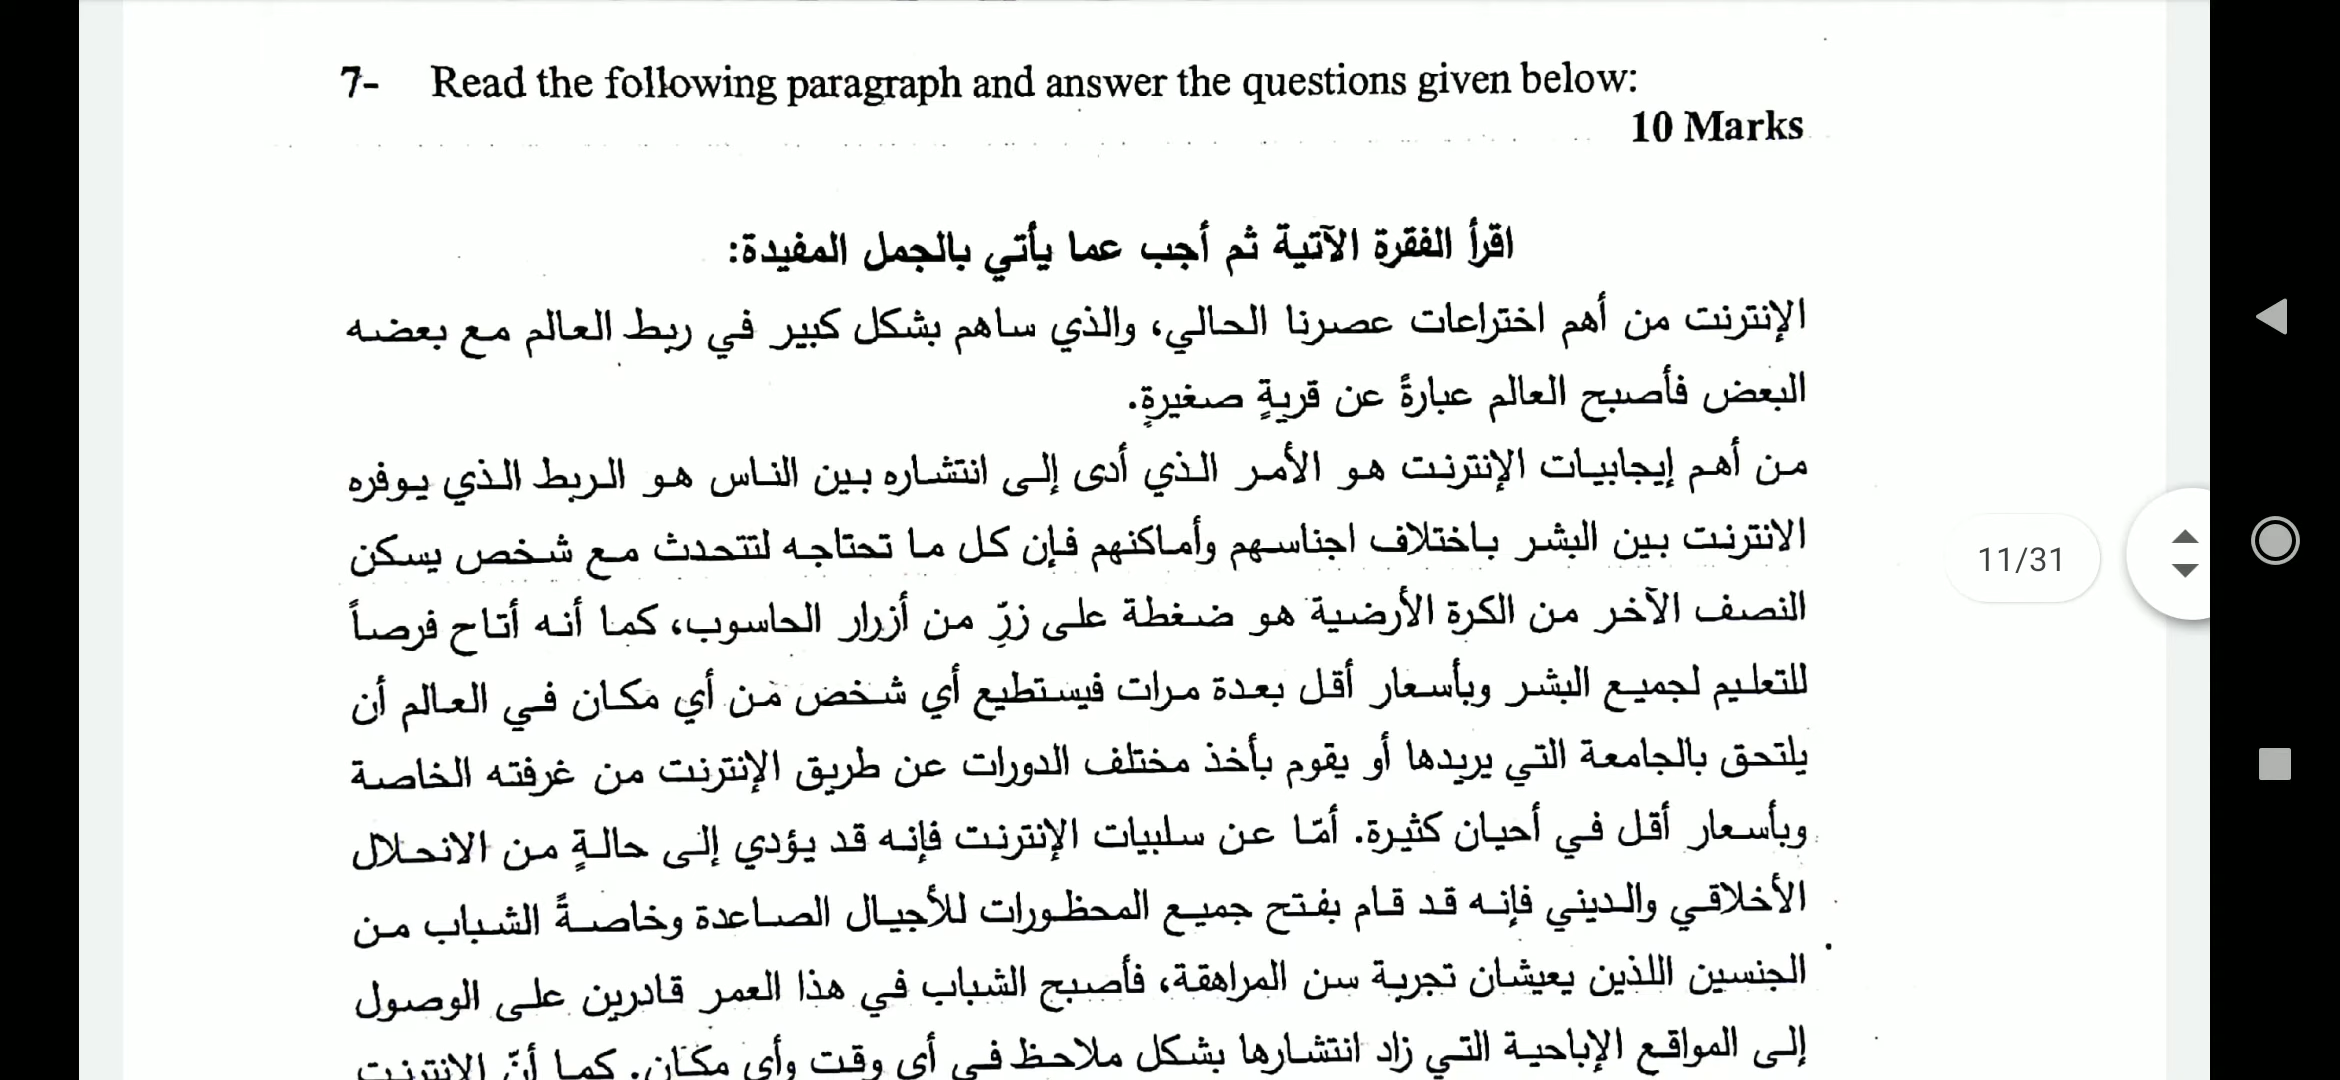 7- Read the following paragraph and answer the questions given below:
10 Marks
اقرأ الفقرة الآتية ثم أجب عما يأتي بالجمل المفيدة:
الإنترنت من أهم اختراعات عصرنا الحالي، والذي ساهم بشكل كبير في ربط العالم مع بعضه
البعض فأصبح العالم عبارةً عن قريةٍ صغيرةٍ.
من أهم إيجابيات الإنترنت هو الأمر الذي أدى إلى انتشاره بين الناس هو الربط الذي يوفره
الانترنت بين البشر باختلاف اجناسهم وأماكنهم فإن كل ما تحتاجه لتتحدث مع شخص يسكن
النصف الآخر من الكرة الأرضية هو ضغطة على زرٍّ من أزرار الحاسوب، كما أنه أتاح فرصاً
للتعليم لجميع البشر وبأسعار أقل بعدة مرات فيستطيع أي شخص من أي مكان في العالم أن
يلتحق بالجامعة التي يريدها أو يقوم بأخذ مختلف الدورات عن طريق الإنترنت من غرفته الخاصة
وبأسعار أقل في أحيان كثيرة. أمّا عن سلبيات الإنترنت فإنه قد يؤدي إلى حالةٍ من الانحلال
الأخلاقي والديني فإنه قد قام بفتح جميع المحظورات للأجيال الصاعدة وخاصةً الشباب من
الجنسين اللذين يعيشان تجربة سن المراهقة، فأصبح الشباب في هذا العمر قادرين على الوصول
إلى المواقع الإباحية التي زاد انتشارها بشكل ملاحظ في أي وقت وأي مكان. كما أنّ الإنترنت
11/31